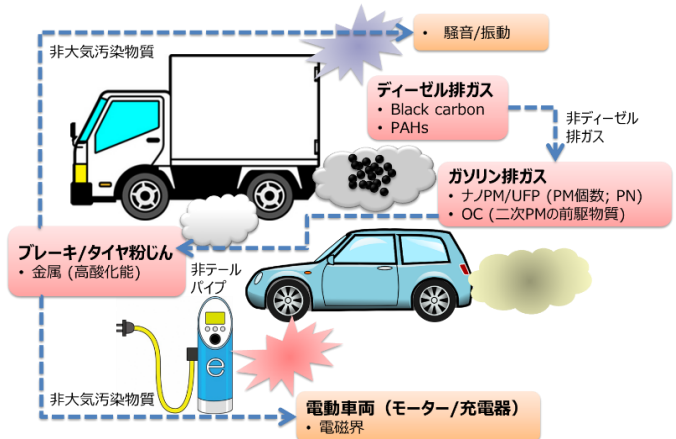 非大気汚染物質
• 騒音/振動
ディーゼル排ガス
• Black carbon
• PAHs
非ディーゼル
排ガス
ガソリン排ガス
• ナノPM/UFP (PM個数; PN)
• OC (二次PMの前駆物質)
ブレーキ/タイヤ粉じん
• 金属 (高酸化能)
非テール
パイプ
e
非大気汚染物質
電動車両（モーター/充電器）
• 電磁界